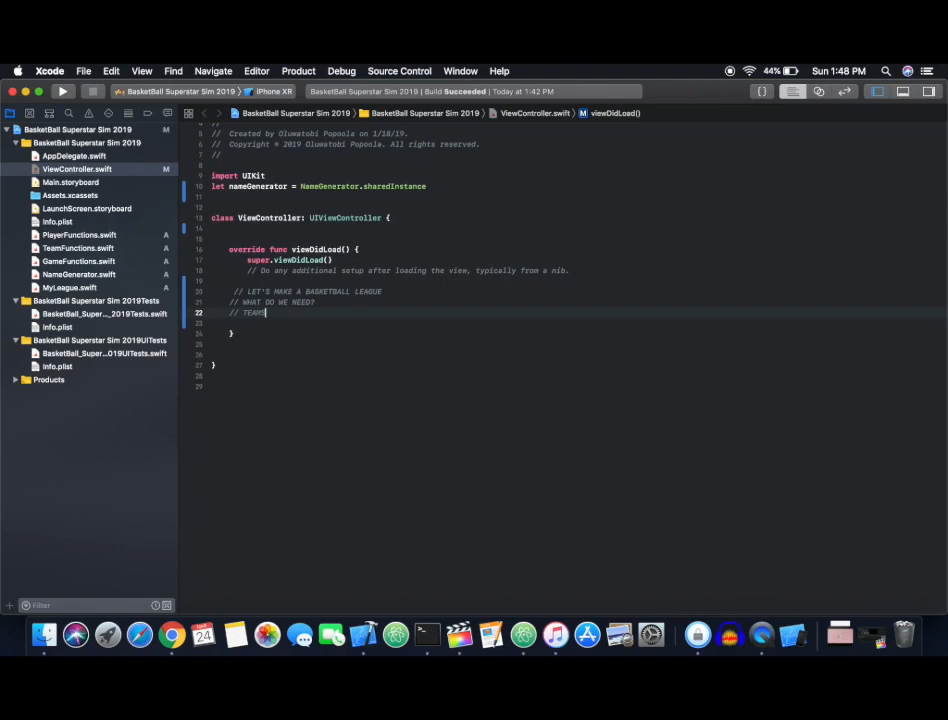 Xcode File Edit View Find Navigate Editor Product Debug Source Control Window Help 44% Sun 1:48 PM
BasketBall Superstar Sim 2019 iPhone XR BasketBall Superstar Sim 2019 | Build Succeeded | Today at 1:42 PM
BasketBall Superstar Sim 2019 BasketBall Superstar Sim 2019 ViewController.swift M viewDidLoad()
BasketBall Superstar Sim 2019 M
BasketBall Superstar Sim 2019
AppDelegate.swift
ViewController.swift M
Main.storyboard
Assets.xcassets
LaunchScreen.storyboard
Info.plist
PlayerFunctions.swift A
TeamFunctions.swift A
GameFunctions.swift A
NameGenerator.swift A
MyLeague.swift A
BasketBall Superstar Sim 2019Tests
BasketBall_Super..._2019Tests.swift
Info.plist
BasketBall Superstar Sim 2019UITests
BasketBall_Super...019UITests.swift
Info.plist
Products
Filter
5 // Created by Oluwatobi Popoola on 1/18/19.
6 // Copyright © 2019 Oluwatobi Popoola. All rights reserved.
7 //
8
9 import UIKit
10 let nameGenerator = NameGenerator.sharedInstance
11
12
13 class ViewController: UIViewController {
14
15
16 override func viewDidLoad() {
17 super.viewDidLoad()
18 // Do any additional setup after loading the view, typically from a nib.
19
20 // LET'S MAKE A BASKETBALL LEAGUE
21 // WHAT DO WE NEED?
22 // TEAMS
23
24 }
25
26
27 }
28
29
24